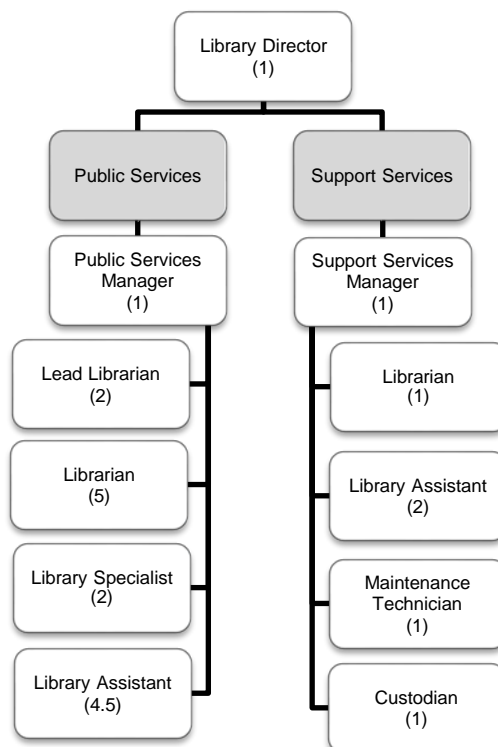 Library Director
(1)
Public Services
Support Services
Public Services
Manager
(1)
Support Services
Manager
(1)
Lead Librarian
(2)
Librarian
(5)
Library Specialist
(2)
Library Assistant
(4.5)
Librarian
(1)
Library Assistant
(2)
Maintenance
Technician
(1)
Custodian
(1)